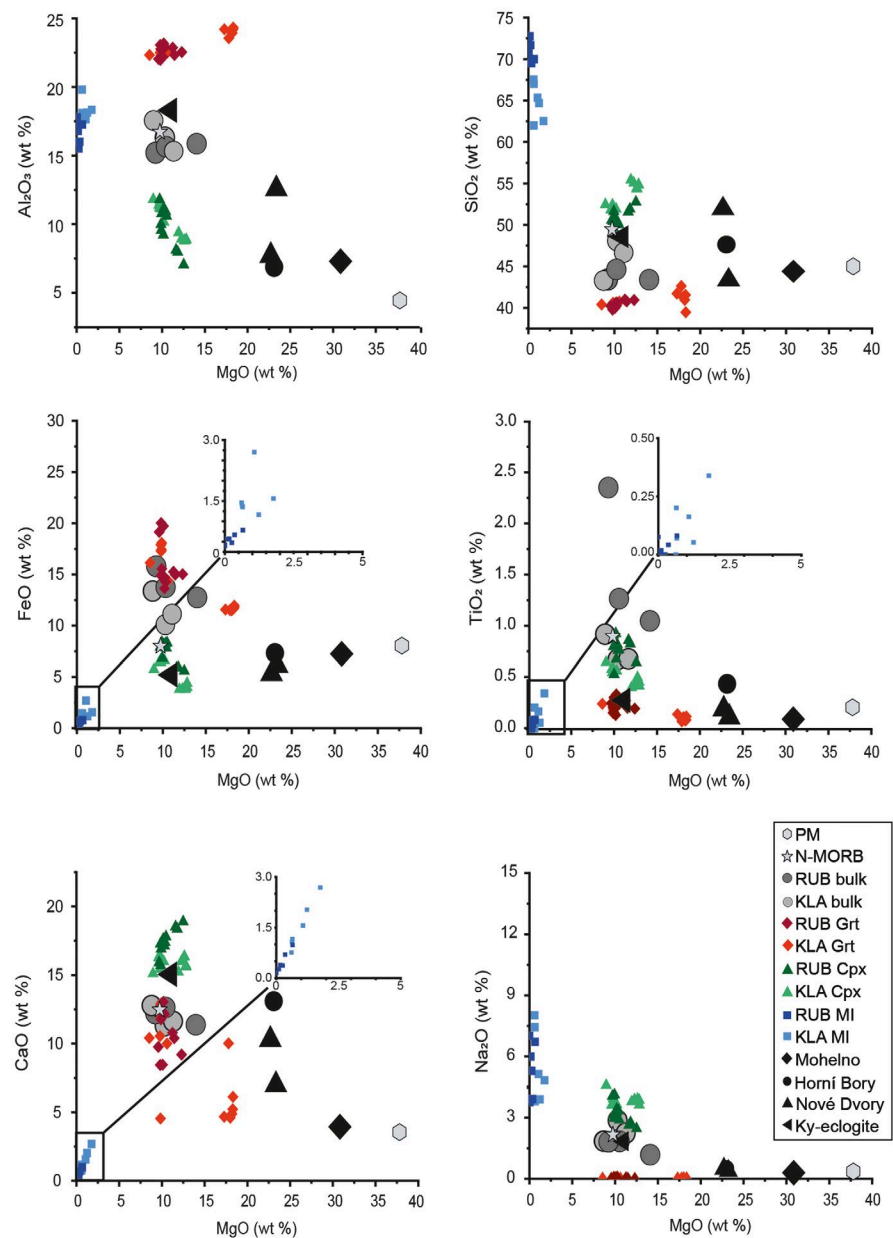 25
20
15
10
5
Al₂O₃ (wt %)
0 5 10 15 20 25 30 35 40
MgO (wt %)
75
70
65
60
55
50
45
40
SiO₂ (wt %)
0 5 10 15 20 25 30 35 40
MgO (wt %)
30
25
20
15
10
5
0
FeO (wt %)
3.0
1.5
0
0 5
0 5 10 15 20 25 30 35 40
MgO (wt %)
3.0
2.5
2.0
1.5
1.0
0.5
0.0
TiO₂ (wt %)
0.50
0.25
0.00
0 2.5 5
0 5 10 15 20 25 30 35 40
MgO (wt %)
20
15
10
5
0
CaO (wt %)
3.0
1.5
0.0
0 2.5 5
0 5 10 15 20 25 30 35 40
MgO (wt %)
15
12
9
6
3
0
Na₂O (wt %)
0 5 10 15 20 25 30 35 40
MgO (wt %)
PM
N-MORB
RUB bulk
KLA bulk
RUB Grt
KLA Grt
RUB Cpx
KLA Cpx
RUB MI
KLA MI
Mohelno
Horní Bory
Nové Dvory
Ky-eclogite